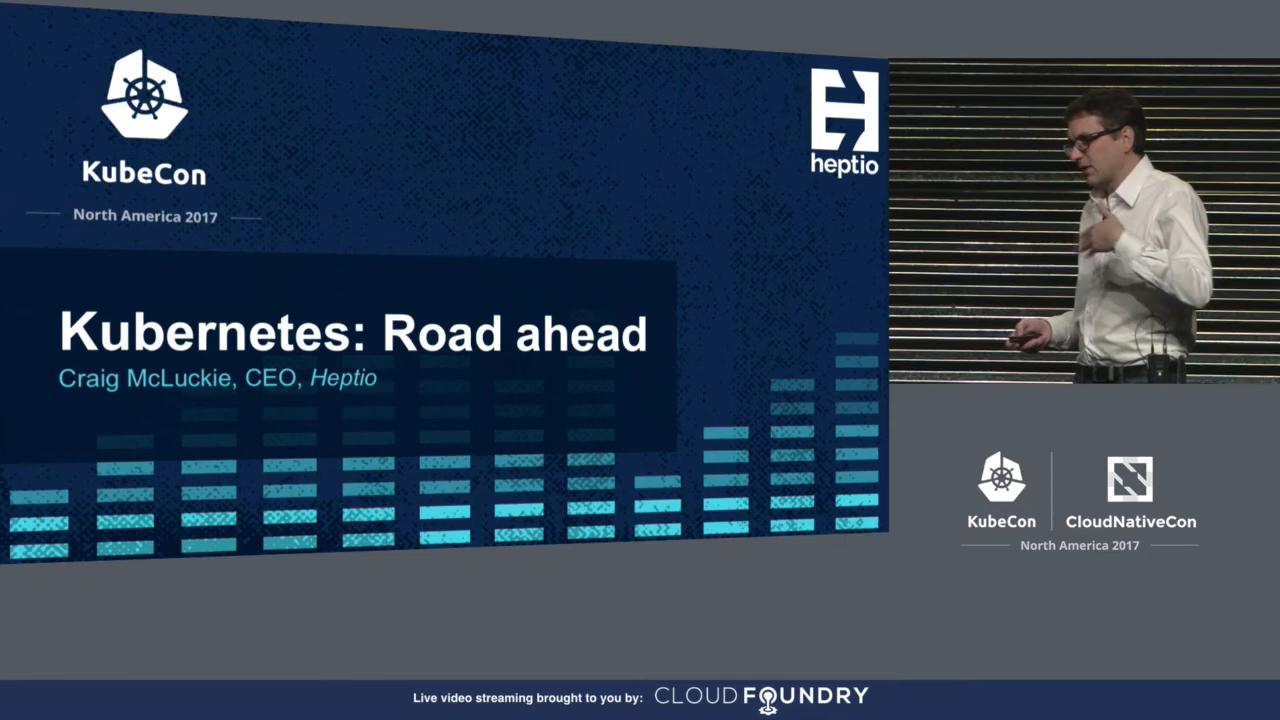 KubeCon
North America 2017
heptio
Kubernetes: Road ahead
Craig McLuckie, CEO, Heptio
KubeCon
CloudNativeCon
North America 2017
Live video streaming brought to you by: CLOUD FOUNDRY